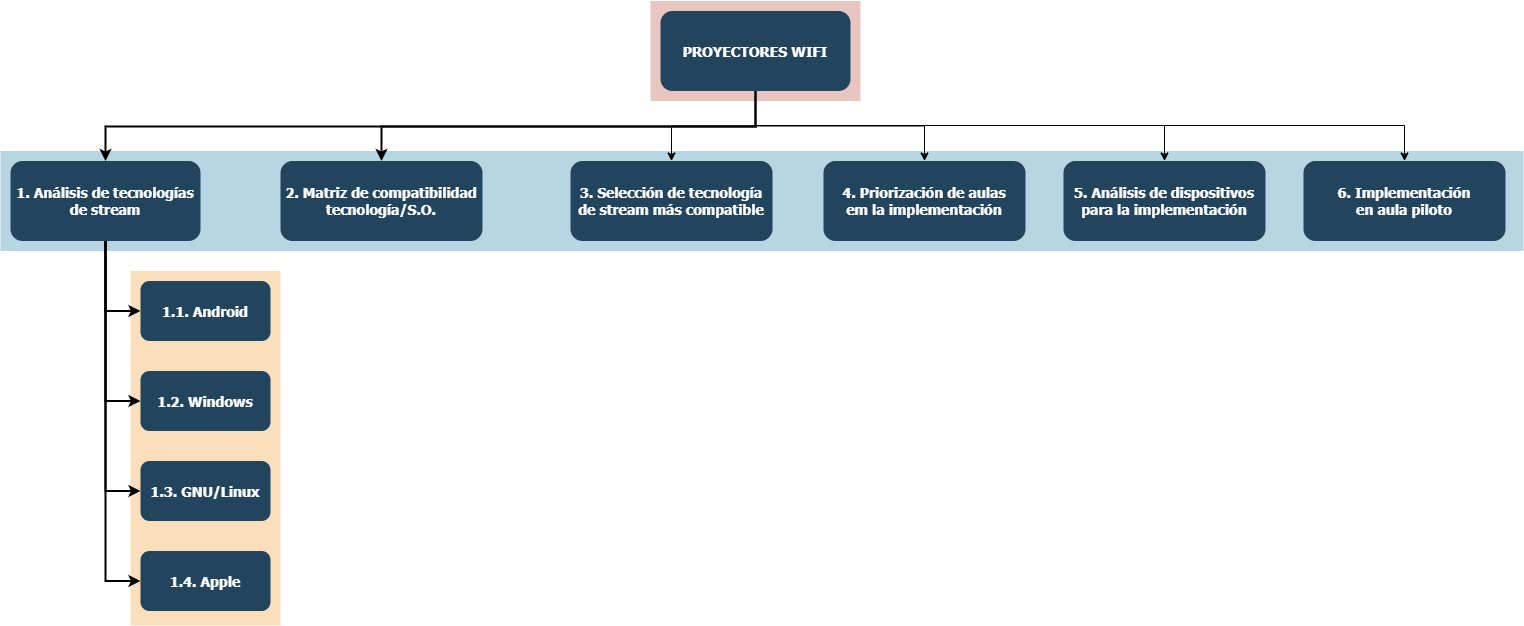 PROYECTORES WIFI
1. Análisis de tecnologías
de stream
2. Matriz de compatibilidad
tecnología/S.O.
3. Selección de tecnología
de stream más compatible
4. Priorización de aulas
em la implementación
5. Análisis de dispositivos
para la implementación
6. Implementación
en aula piloto
1.1. Android
1.2. Windows
1.3. GNU/Linux
1.4. Apple